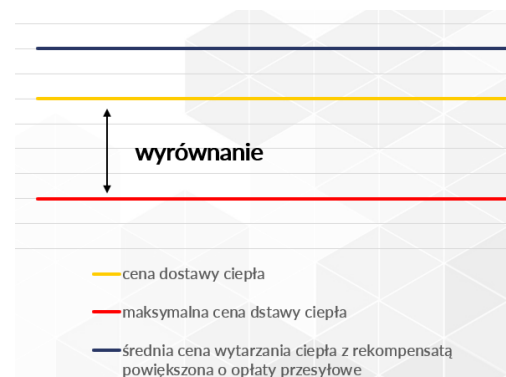 wyrównanie
cena dostawy ciepła
maksymalna cena dstawy ciepła
średnia cena wytarzania ciepła z rekompensatą
powiększona o opłaty przesyłowe